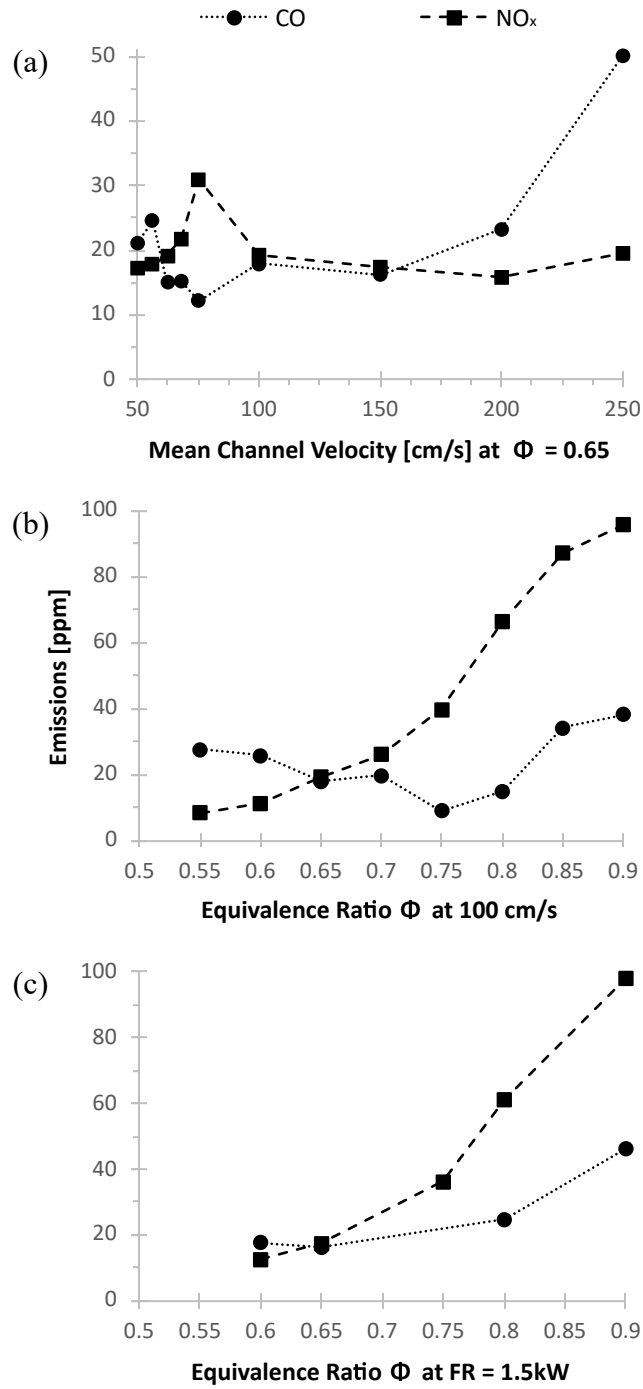 CO NOₓ
(a)
60
50
40
30
20
10
0
50 100 150 200 250
Mean Channel Velocity [cm/s] at Φ = 0.65
(b)
Emissions [ppm]
100
80
60
40
20
0
0.5 0.55 0.6 0.65 0.7 0.75 0.8 0.85 0.9
Equivalence Ratio Φ at 100 cm/s
(c)
100
80
60
40
20
0
0.5 0.55 0.6 0.65 0.7 0.75 0.8 0.85 0.9
Equivalence Ratio Φ at FR = 1.5kW